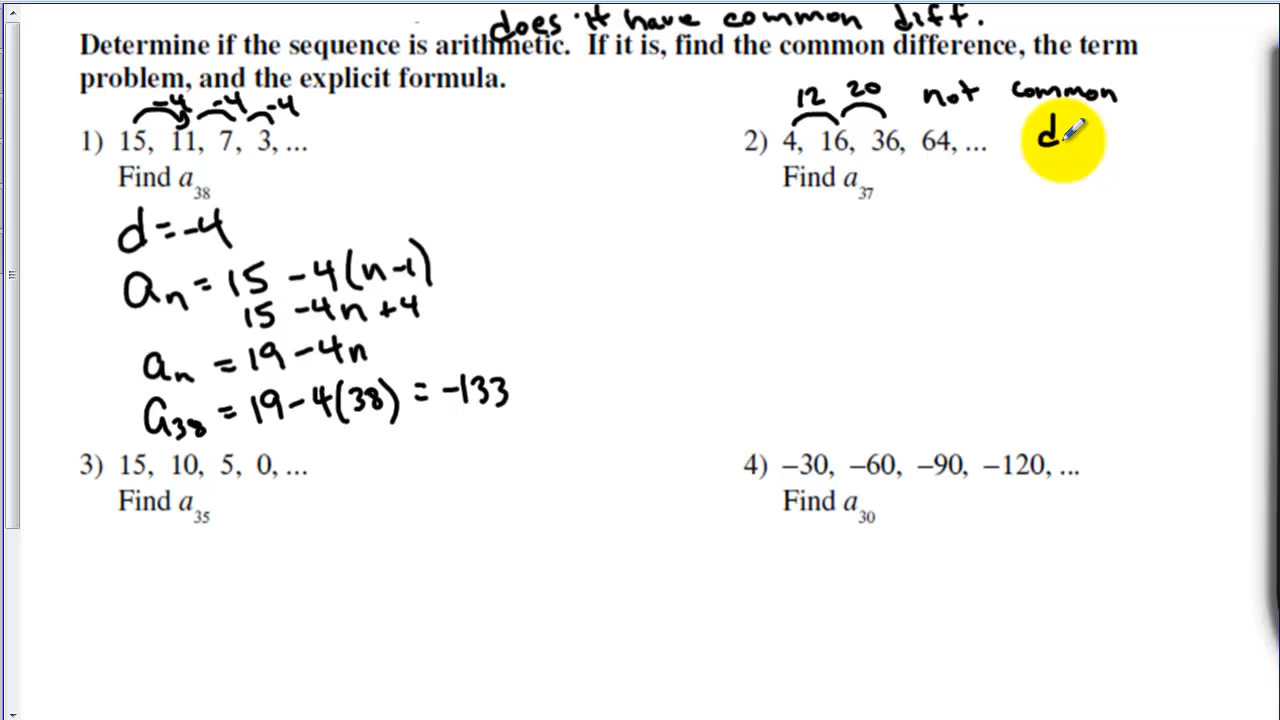 does it have common diff.
Determine if the sequence is arithmetic. If it is, find the common difference, the term
problem, and the explicit formula.
-4 -4 -4
1) 15, 11, 7, 3, ...
Find a₃₈
d = -4
aₙ = 15 - 4(n-1)
15 - 4n + 4
aₙ = 19 - 4n
a₃₈ = 19 - 4(38) = -133
12 20 not common
d
2) 4, 16, 36, 64, ...
Find a₃₇
3) 15, 10, 5, 0, ...
Find a₃₅
4) –30, –60, –90, –120, ...
Find a₃₀